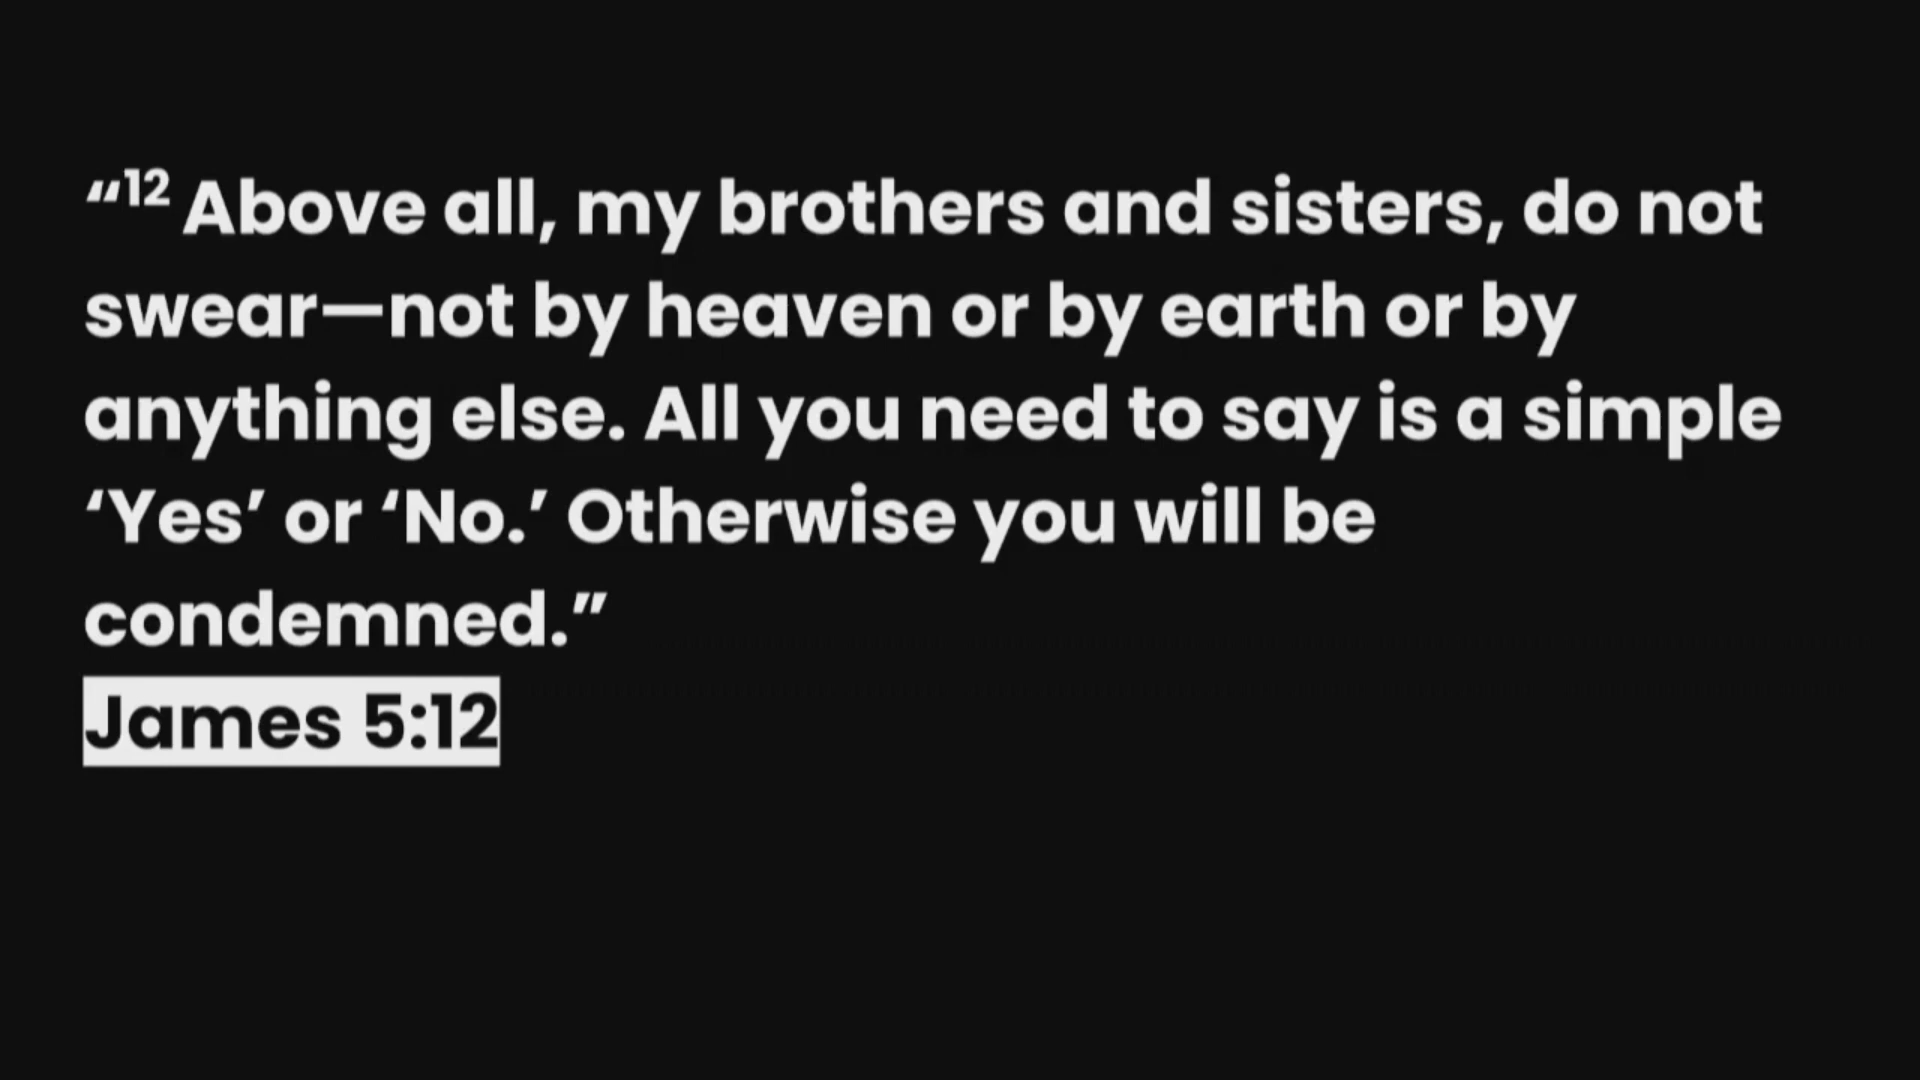 “12 Above all, my brothers and sisters, do not
swear—not by heaven or by earth or by
anything else. All you need to say is a simple
‘Yes’ or ‘No.’ Otherwise you will be
condemned.”
James 5:12